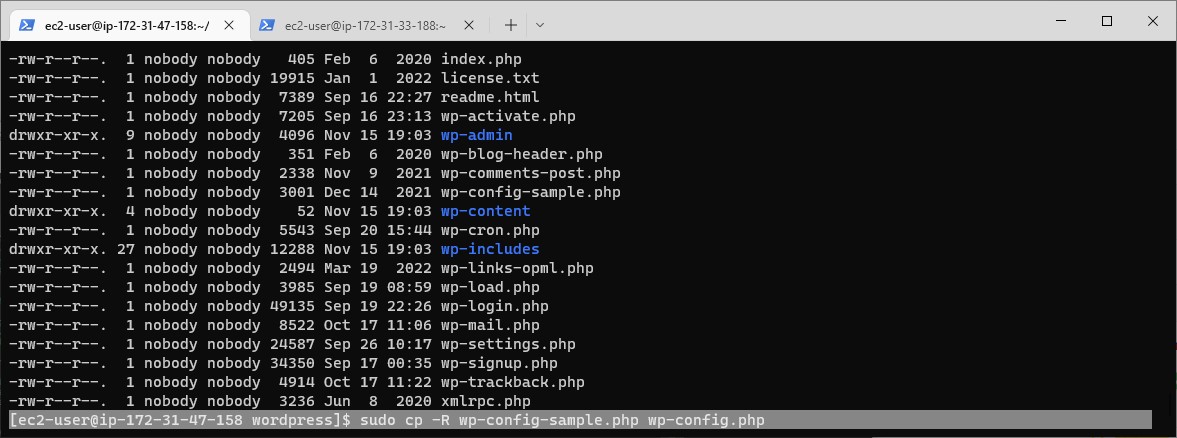 ec2-user@ip-172-31-47-158:~/ ec2-user@ip-172-31-33-188:~
-rw-r--r--.  1 nobody nobody   405 Feb  6  2020 index.php
-rw-r--r--.  1 nobody nobody 19915 Jan  1  2022 license.txt
-rw-r--r--.  1 nobody nobody  7389 Sep 16 22:27 readme.html
-rw-r--r--.  1 nobody nobody  7205 Sep 16 23:13 wp-activate.php
drwxr-xr-x.  9 nobody nobody  4096 Nov 15 19:03 wp-admin
-rw-r--r--.  1 nobody nobody   351 Feb  6  2020 wp-blog-header.php
-rw-r--r--.  1 nobody nobody  2338 Nov  9  2021 wp-comments-post.php
-rw-r--r--.  1 nobody nobody  3001 Dec 14  2021 wp-config-sample.php
drwxr-xr-x.  4 nobody nobody    52 Nov 15 19:03 wp-content
-rw-r--r--.  1 nobody nobody  5543 Sep 20 15:44 wp-cron.php
drwxr-xr-x. 27 nobody nobody 12288 Nov 15 19:03 wp-includes
-rw-r--r--.  1 nobody nobody  2494 Mar 19  2022 wp-links-opml.php
-rw-r--r--.  1 nobody nobody  3985 Sep 19 08:59 wp-load.php
-rw-r--r--.  1 nobody nobody 49135 Sep 19 22:26 wp-login.php
-rw-r--r--.  1 nobody nobody  8522 Oct 17 11:06 wp-mail.php
-rw-r--r--.  1 nobody nobody 24587 Sep 26 10:17 wp-settings.php
-rw-r--r--.  1 nobody nobody 34350 Sep 17 00:35 wp-signup.php
-rw-r--r--.  1 nobody nobody  4914 Oct 17 11:22 wp-trackback.php
-rw-r--r--.  1 nobody nobody  3236 Jun  8  2020 xmlrpc.php
[ec2-user@ip-172-31-47-158 wordpress]$ sudo cp -R wp-config-sample.php wp-config.php